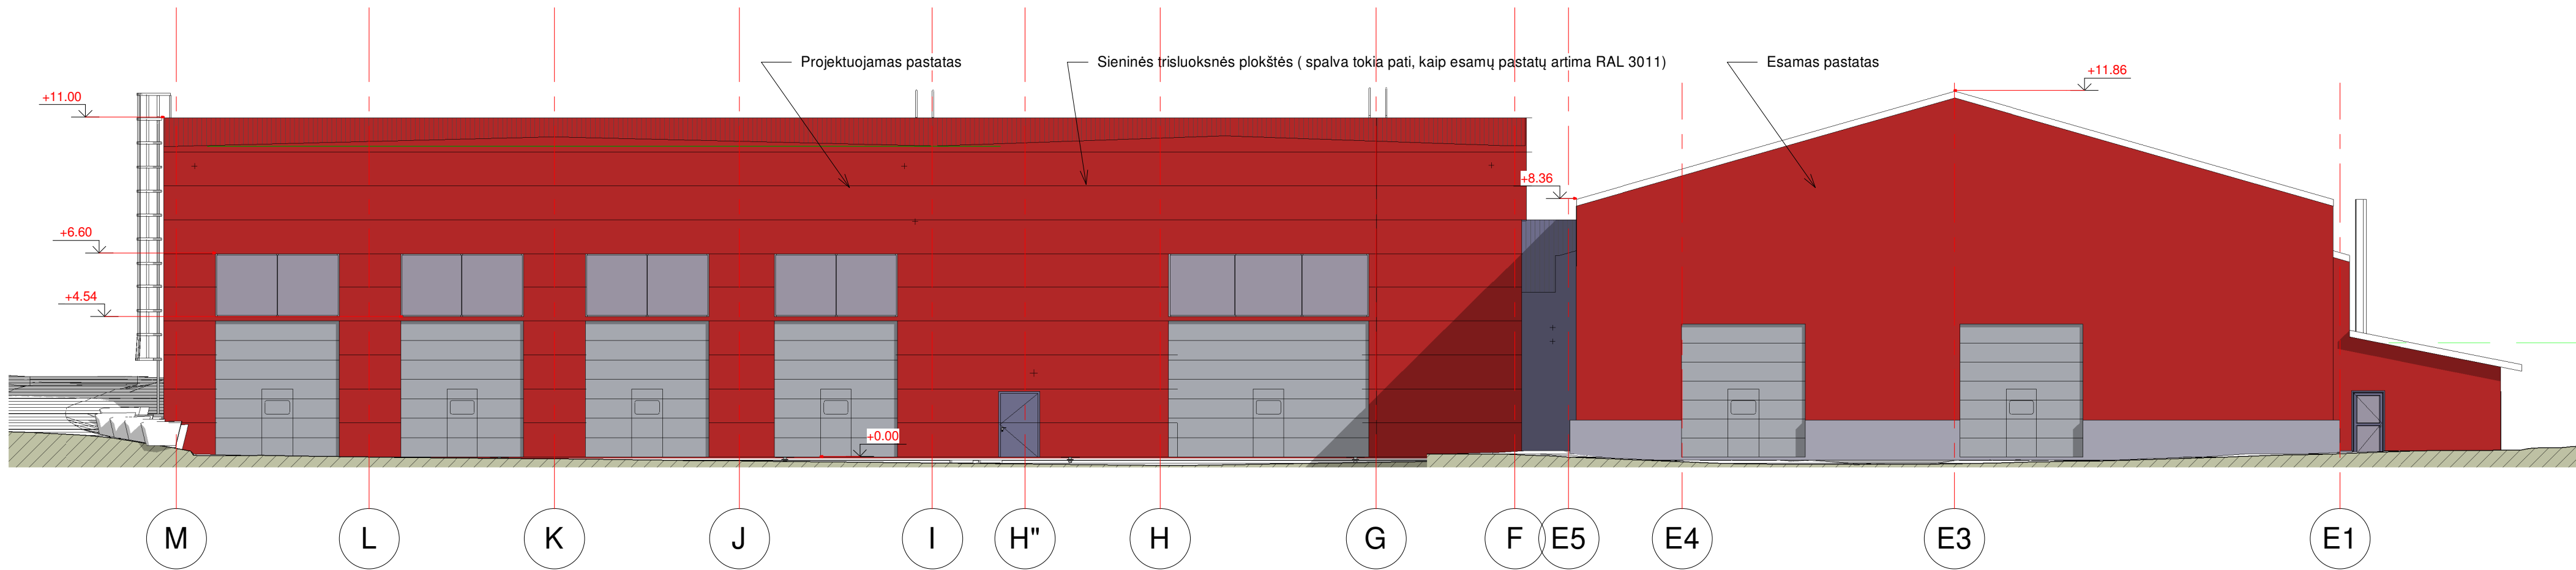 Projektuojamas pastatas
Sieninės trisluoksnės plokštės ( spalva tokia pati, kaip esamų pastatų artima RAL 3011)
Esamas pastatas
+11.00
+11.86
+8.36
+6.60
+4.54
+0.00
M
L
K
J
I
H"
H
G
F
E5
E4
E3
E1